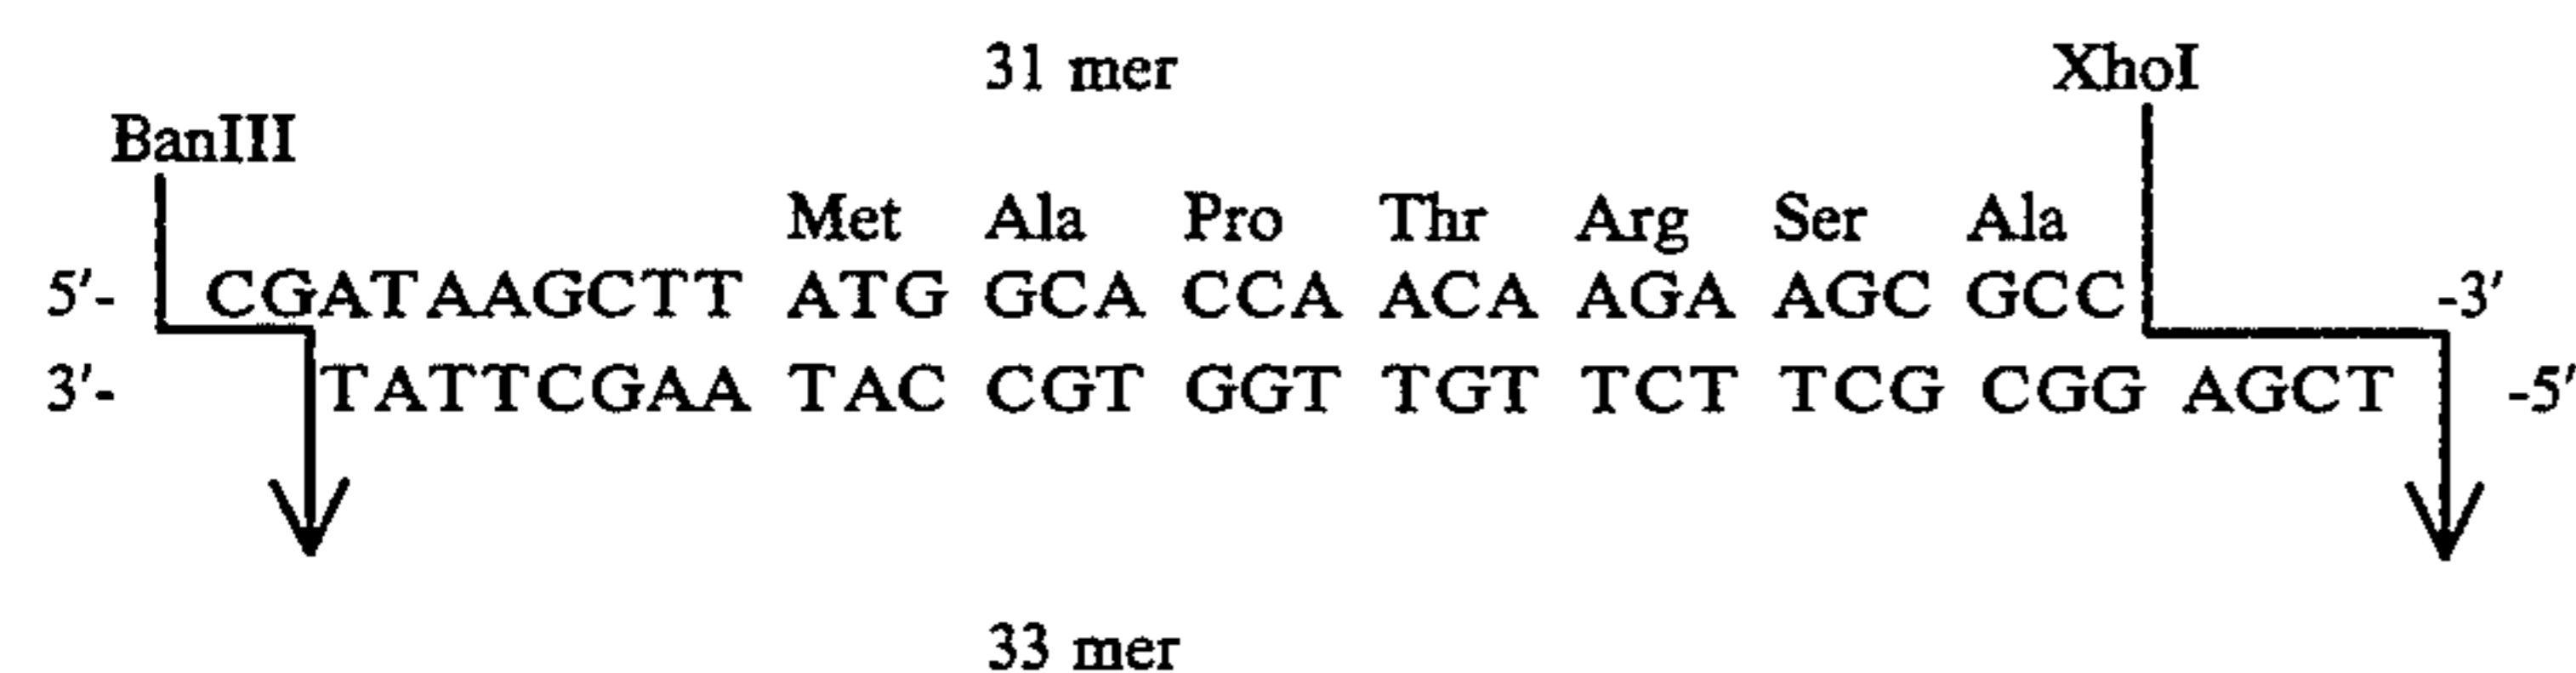 31 mer
XhoI
BanIII
Met Ala Pro Thr Arg Ser Ala
5′- CGATAAGCTT ATG GCA CCA ACA AGA AGC GCC -3′
3′- TATTCGAA TAC CGT GGT TGT TCT TCG CGG AGCT -5′
33 mer